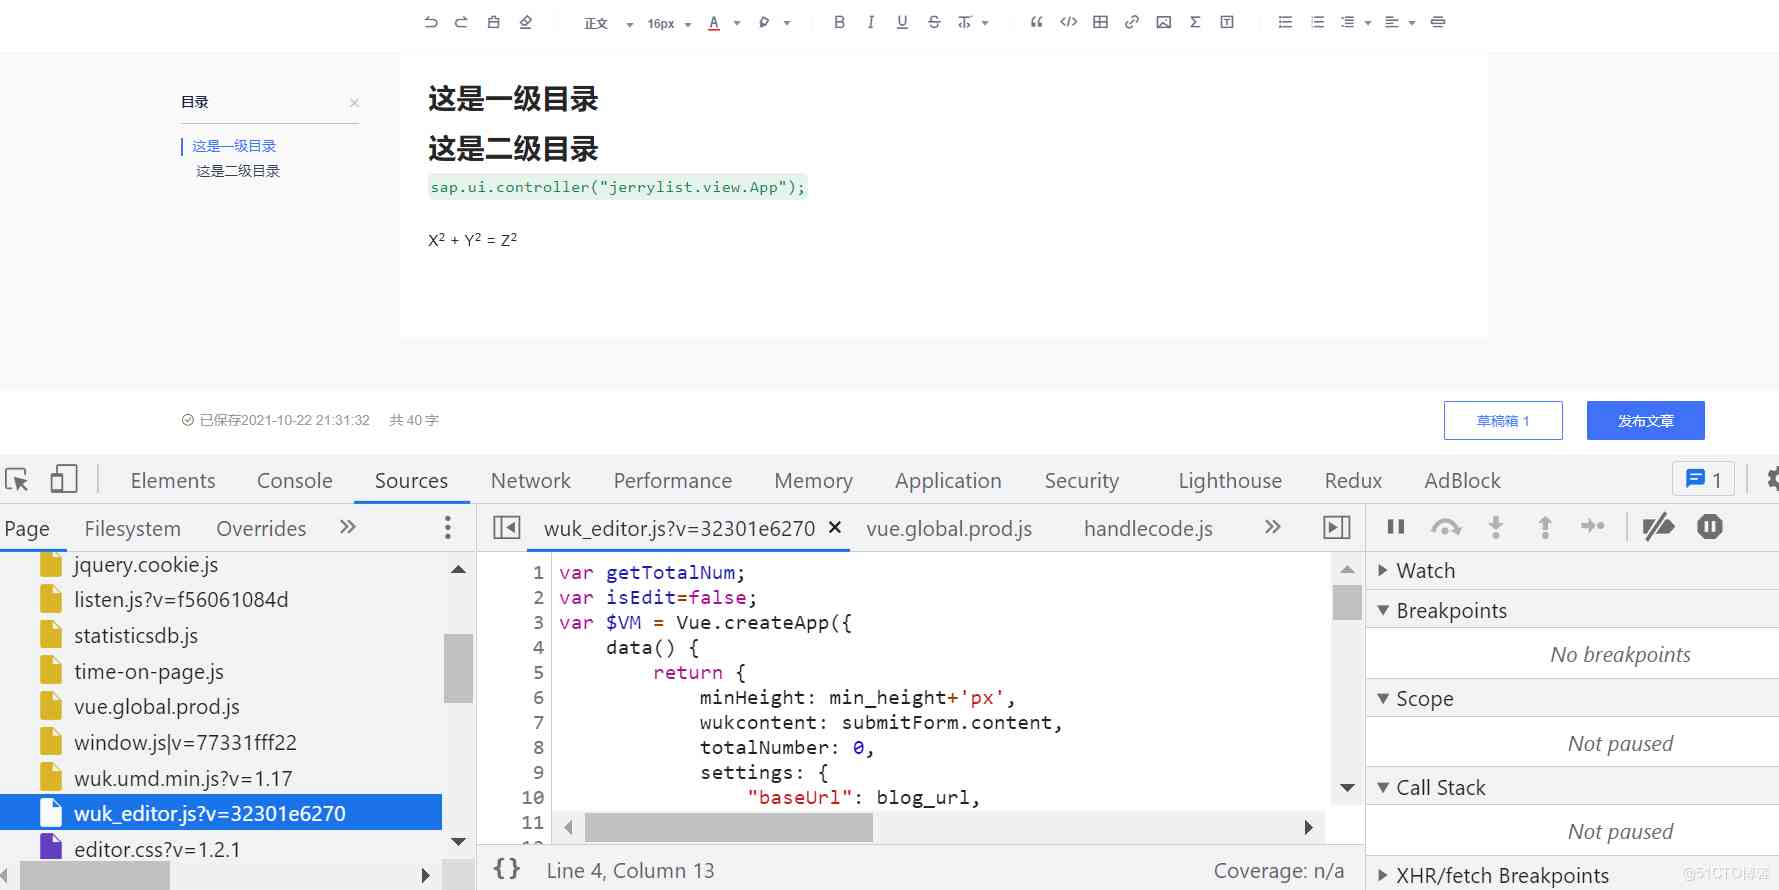 正文 16px A B I U S T </> Σ T
目录 ×
这是一级目录
这是二级目录
这是一级目录
这是二级目录
sap.ui.controller("jerrylist.view.App");
X² + Y² = Z²
已保存2021-10-22 21:31:32 共 40 字
草稿箱 1
发布文章
Elements Console Sources Network Performance Memory Application Security Lighthouse Redux AdBlock 1
Page Filesystem Overrides »
jquery.cookie.js
listen.js?v=f56061084d
statisticsdb.js
time-on-page.js
vue.global.prod.js
window.js|v=77331fff22
wuk.umd.min.js?v=1.17
wuk_editor.js?v=32301e6270
editor.css?v=1.2.1
wuk_editor.js?v=32301e6270 × vue.global.prod.js handlecode.js »
1 var getTotalNum;
2 var isEdit=false;
3 var $VM = Vue.createApp({
4 data() {
5 return {
6 minHeight: min_height+'px',
7 wukcontent: submitForm.content,
8 totalNumber: 0,
9 settings: {
10 "baseUrl": blog_url,
11
{} Line 4, Column 13 Coverage: n/a
Watch
Breakpoints
No breakpoints
Scope
Not paused
Call Stack
Not paused
XHR/fetch Breakpoints
@51CTO博客